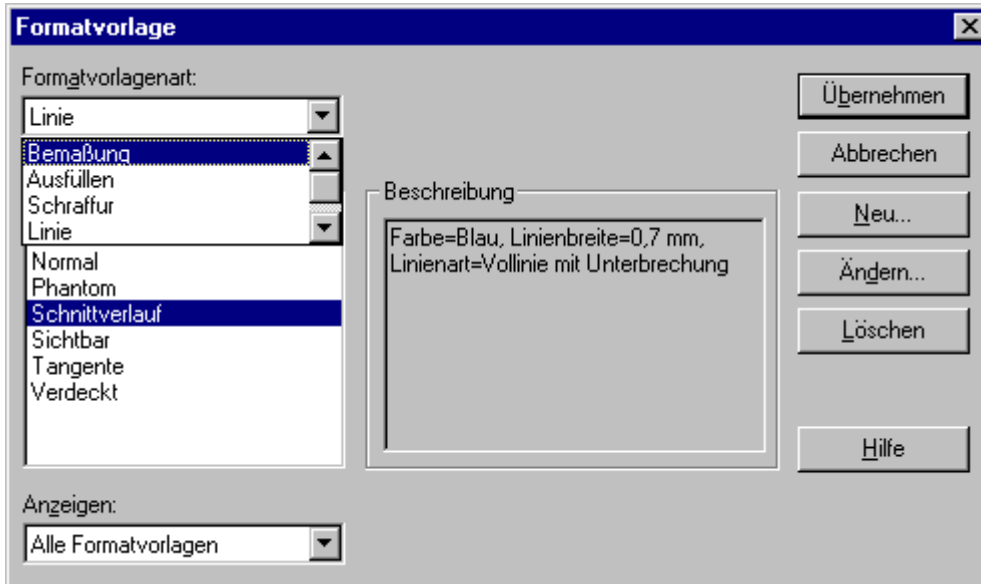 Formatvorlage
Formatvorlagenart:
Linie
Bemaßung
Ausfüllen
Schraffur
Linie
Normal
Phantom
Schnittverlauf
Sichtbar
Tangente
Verdeckt
Anzeigen:
Alle Formatvorlagen
Beschreibung
Farbe=Blau, Linienbreite=0,7 mm,
Linienart=Vollinie mit Unterbrechung
Übernehmen
Abbrechen
Neu...
Ändern...
Löschen
Hilfe